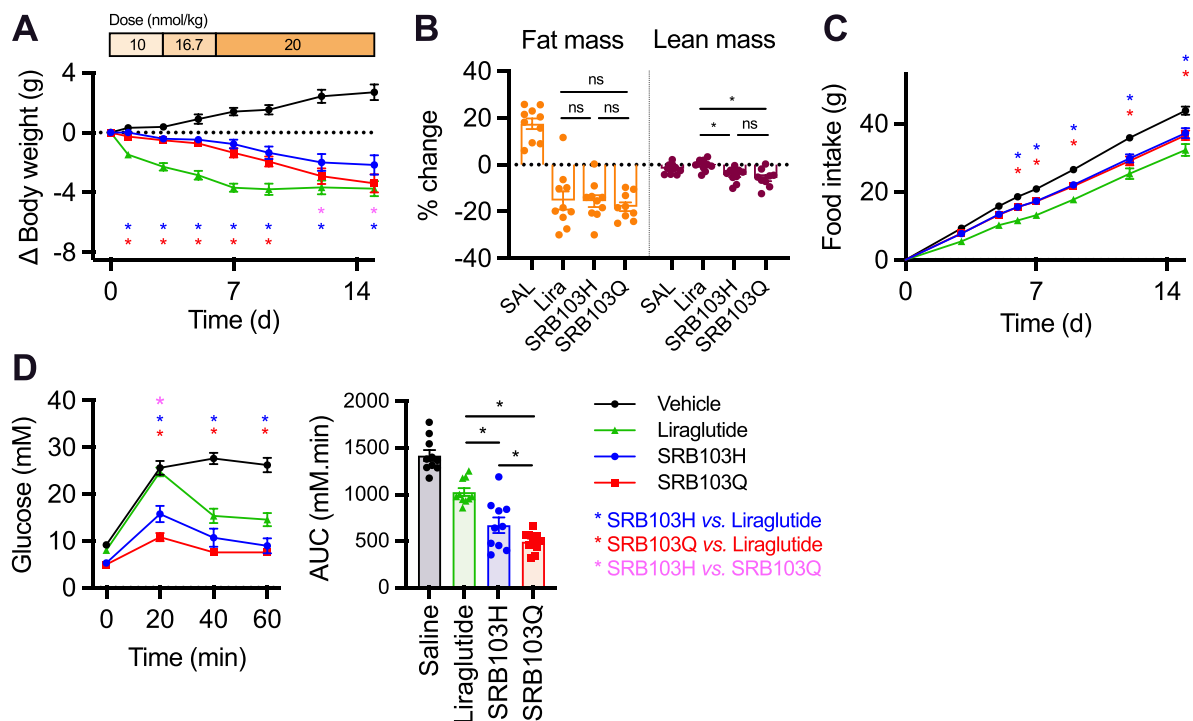 A
Dose (nmol/kg)
10 16.7 20
Δ Body weight (g)
4
0
-4
-8
* * * * * * * *
* * * * * * *
0 7 14
Time (d)
B
Fat mass Lean mass
% change
40
20
0
-20
-40
ns
ns ns
*
* ns
SAL Lira SRB103H SRB103Q SAL Lira SRB103H SRB103Q
C
Food intake (g)
40
20
0
* * * * *
* * * * *
0 7 14
Time (d)
D
Glucose (mM)
40
30
20
10
0
*
* * *
* * *
0 20 40 60
Time (min)
AUC (mM.min)
2000
1500
1000
500
0
*
*
*
Saline Liraglutide SRB103H SRB103Q
Vehicle
Liraglutide
SRB103H
SRB103Q
* SRB103H vs. Liraglutide
* SRB103Q vs. Liraglutide
* SRB103H vs. SRB103Q